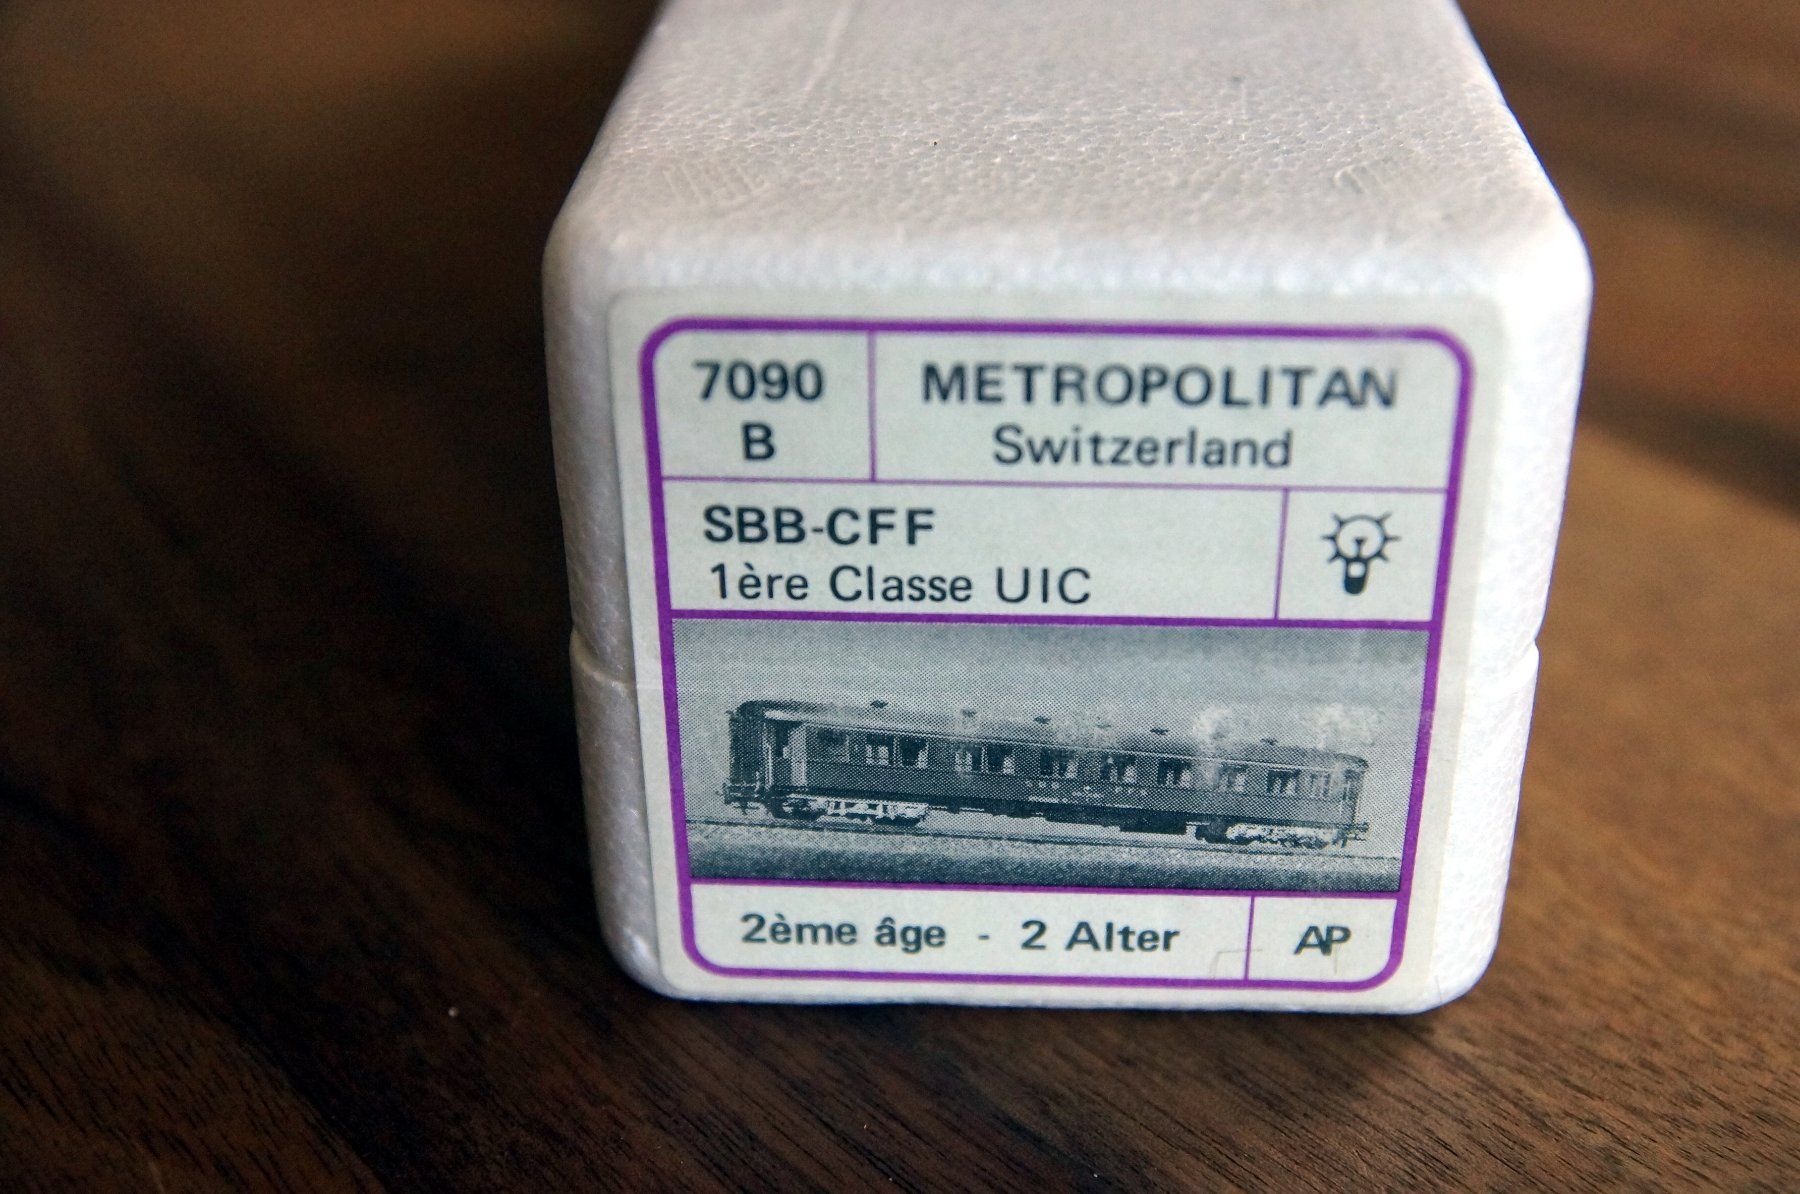 7090
B
METROPOLITAN
Switzerland
SBB-CFF
1ère Classe UIC
2ème âge - 2 Alter
AP